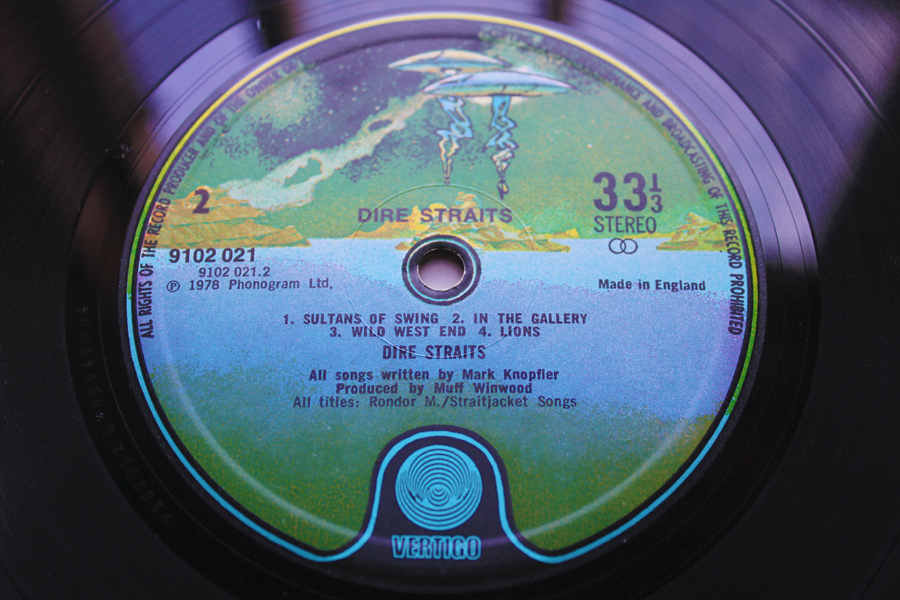 ALL RIGHTS OF THE RECORD PRODUCER AND OF THE OWNER OF
MANCE AND BROADCASTING OF THIS RECORD PROHIBITED
2
DIRE STRAITS
33 1/3
STEREO
9102 021
9102 021.2
℗ 1978 Phonogram Ltd.
Made in England
1. SULTANS OF SWING 2. IN THE GALLERY
3. WILD WEST END 4. LIONS
DIRE STRAITS
All songs written by Mark Knopfler
Produced by Muff Winwood
All titles: Rondor M./Straitjacket Songs
VERTIGO